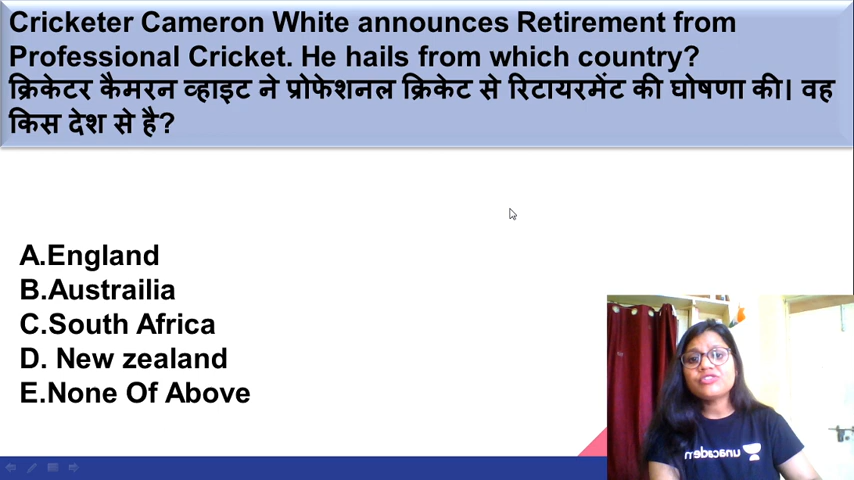 Cricketer Cameron White announces Retirement from
Professional Cricket. He hails from which country?
क्रिकेटर कैमरन व्हाइट ने प्रोफेशनल क्रिकेट से रिटायरमेंट की घोषणा की। वह
किस देश से है?
A.England
B.Austrailia
C.South Africa
D. New zealand
E.None Of Above
unacadem